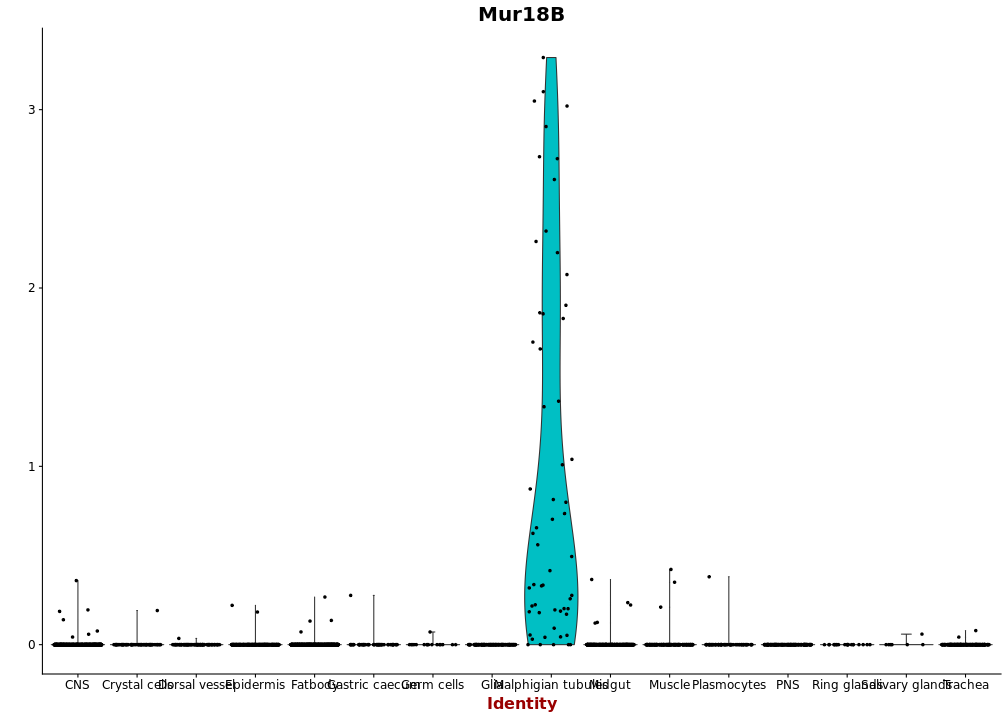 Mur18B
3
2
1
0
CNS Crystal cells Dorsal vessel Epidermis Fatbody Gastric caecum Germ cells Glia Malphigian tubules Midgut Muscle Plasmocytes PNS Ring glands Salivary glands Trachea
Identity